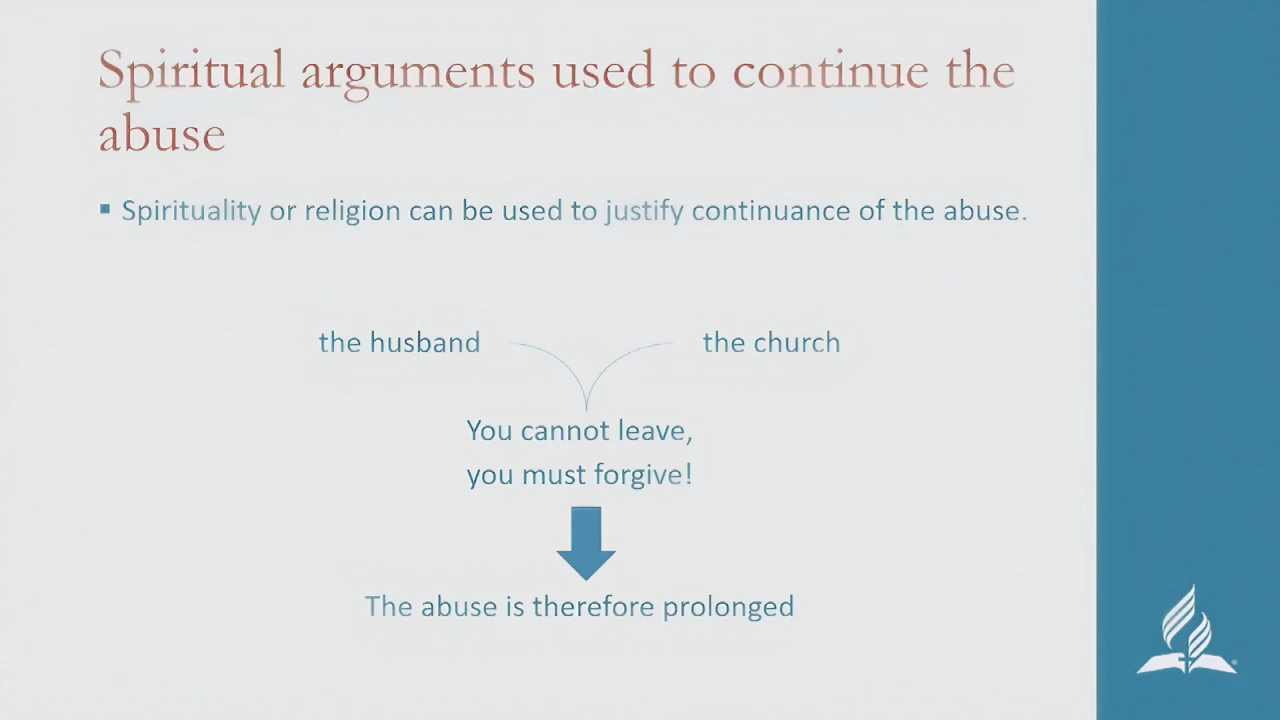 Spiritual arguments used to continue the
abuse
▪ Spirituality or religion can be used to justify continuance of the abuse.
the husband
the church
You cannot leave,
you must forgive!
The abuse is therefore prolonged